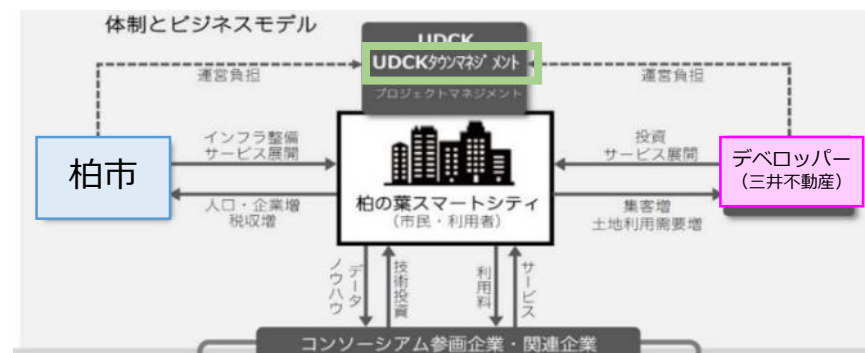 体制とビジネスモデル
UDCK
UDCKタウンマネジメント
プロジェクトマネジメント
運営負担
運営負担
柏市
インフラ整備
サービス展開
人口・企業増
税収増
柏の葉スマートシティ
(市民・利用者)
投資
サービス展開
集客増
土地利用需要増
デベロッパー
(三井不動産)
データ
ノウハウ
技術投資
利用料
サービス
コンソーシアム参画企業・関連企業